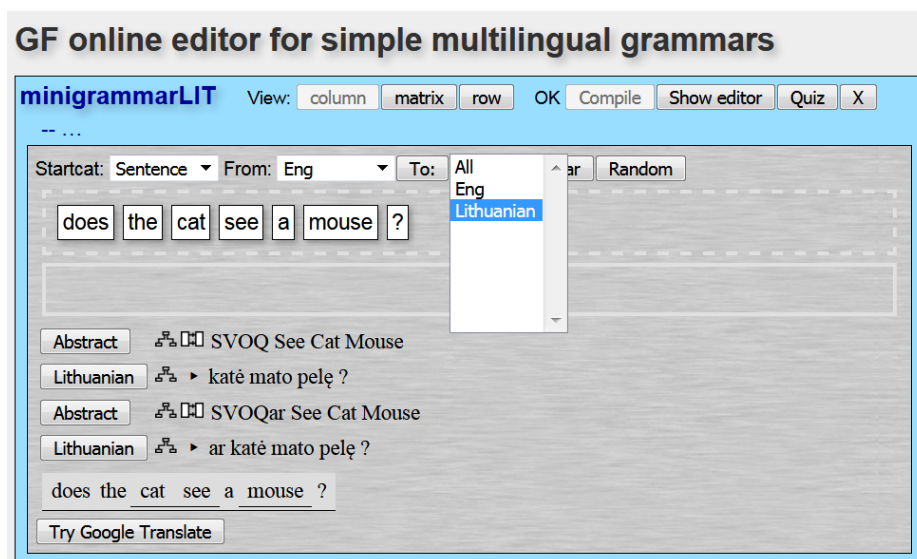 GF online editor for simple multilingual grammars
minigrammarLIT View: column matrix row OK Compile Show editor Quiz X
-- ...
Startcat: Sentence From: Eng To: All ar Random
Eng
Lithuanian
does the cat see a mouse ?
Abstract SVOQ See Cat Mouse
Lithuanian katė mato pelę ?
Abstract SVOQar See Cat Mouse
Lithuanian ar katė mato pelę ?
does the cat see a mouse ?
Try Google Translate